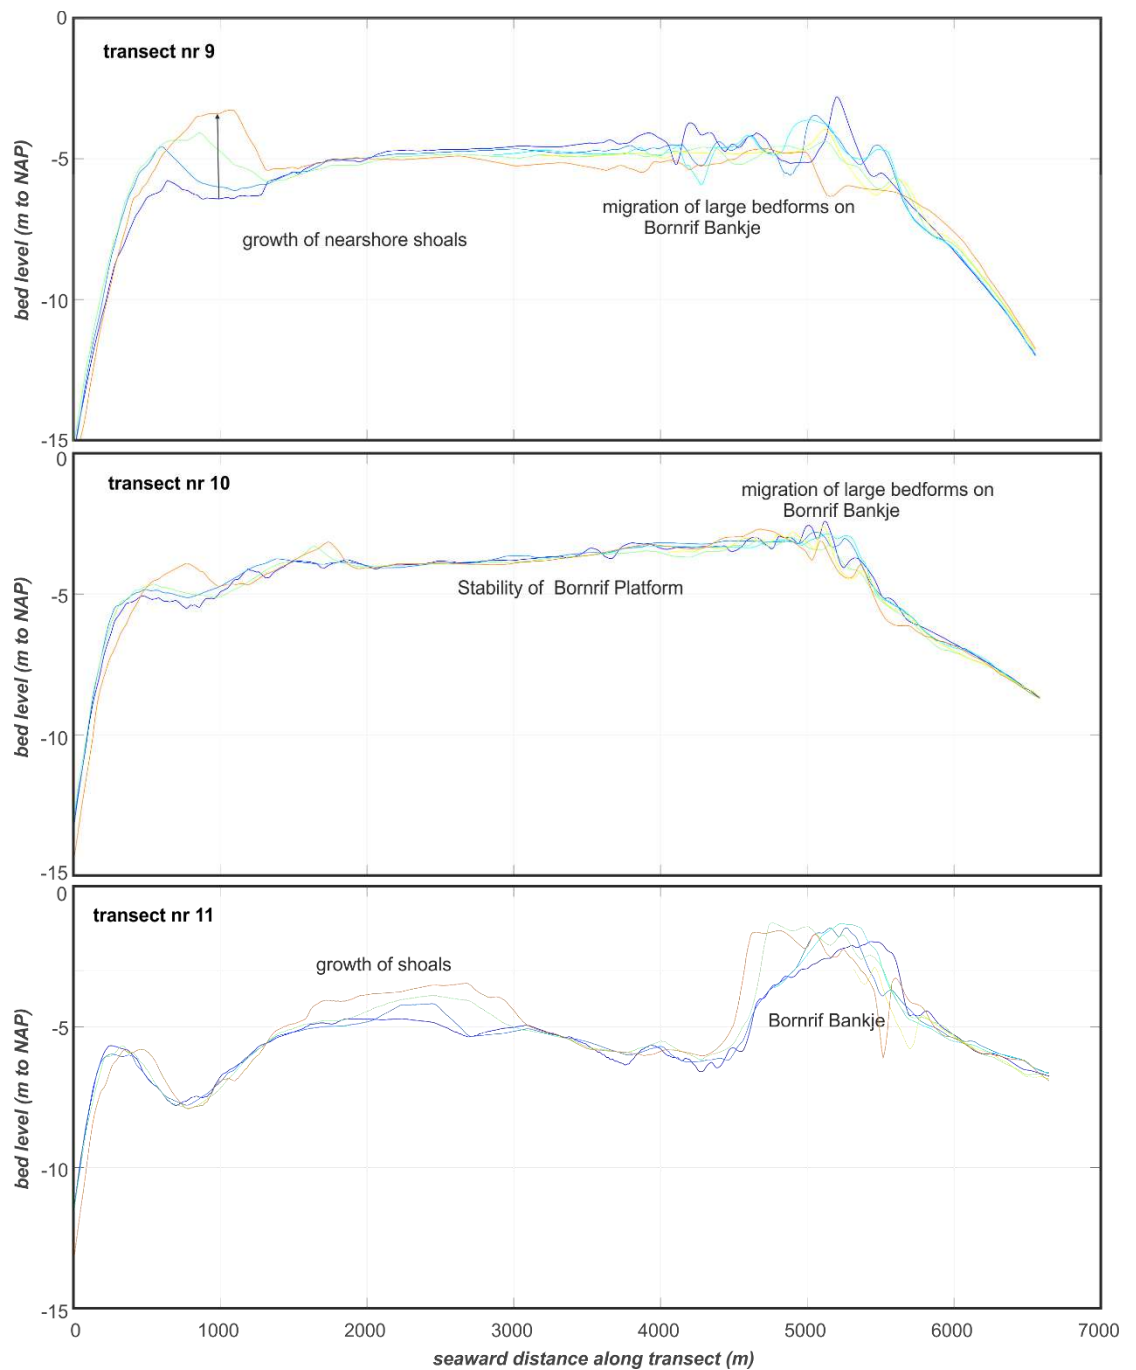 0
transect nr 9
-5
migration of large bedforms on
Bornrif Bankje
growth of nearshore shoals
-10
-15
bed level (m to NAP)
0
transect nr 10
migration of large bedforms on
Bornrif Bankje
Stability of Bornrif Platform
-5
-10
-15
bed level (m to NAP)
0
transect nr 11
growth of shoals
Bornrif Bankje
-5
-10
-15
bed level (m to NAP)
0 1000 2000 3000 4000 5000 6000 7000
seaward distance along transect (m)